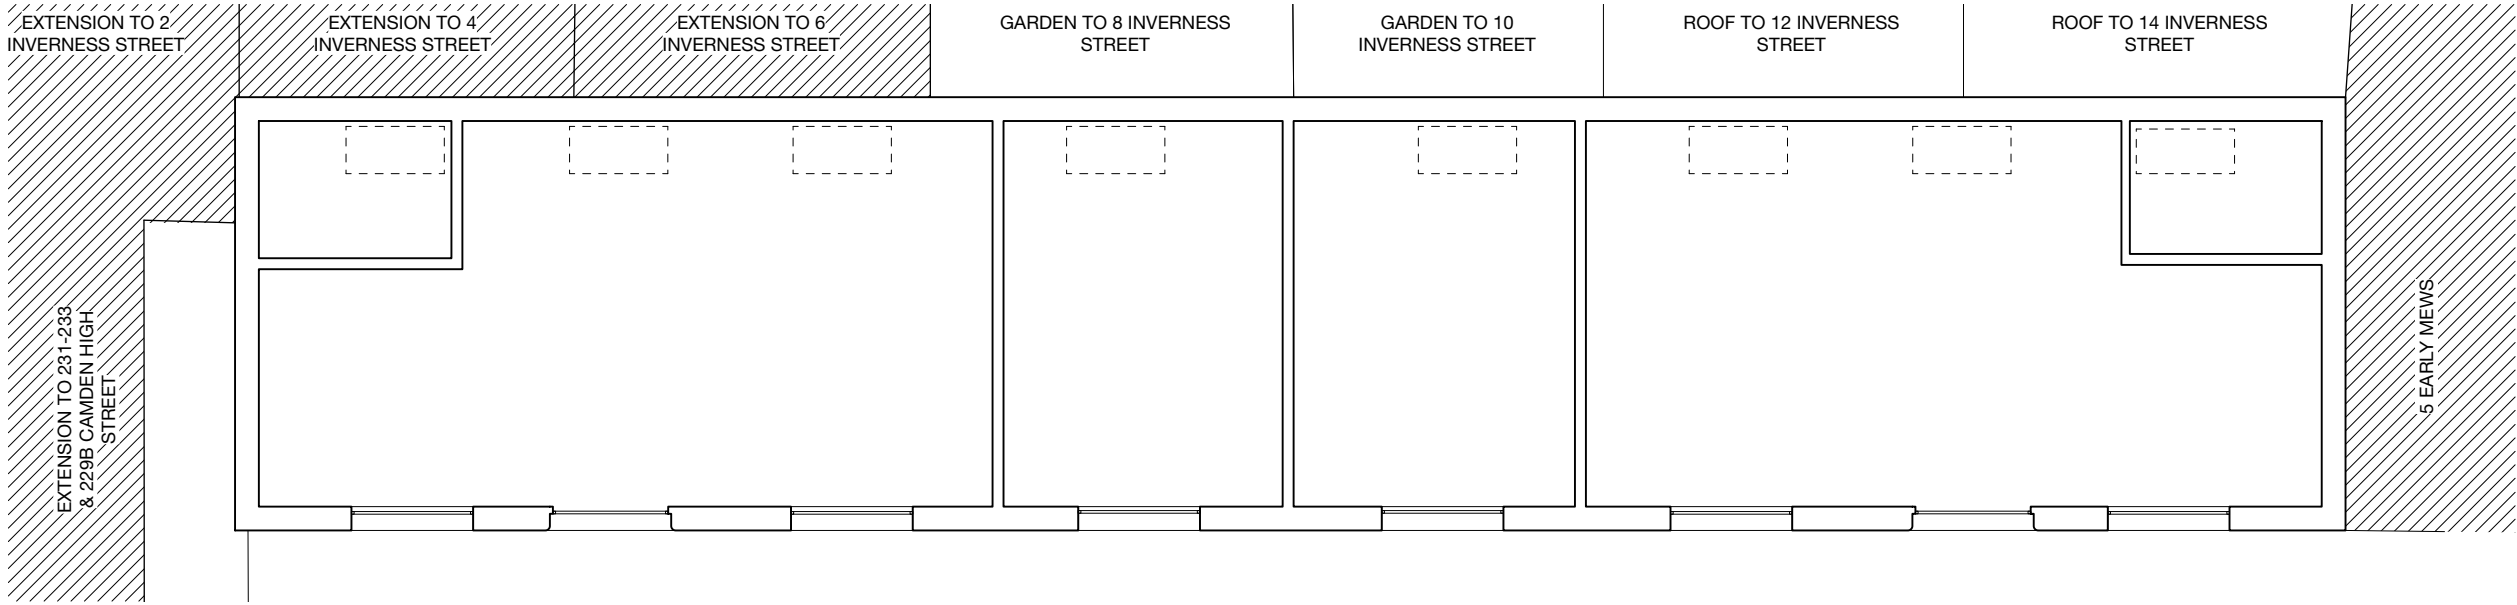 EXTENSION TO 2
INVERNESS STREET
EXTENSION TO 4
INVERNESS STREET
EXTENSION TO 6
INVERNESS STREET
GARDEN TO 8 INVERNESS
STREET
GARDEN TO 10
INVERNESS STREET
ROOF TO 12 INVERNESS
STREET
ROOF TO 14 INVERNESS
STREET
EXTENSION TO 231-233
& 229B CAMDEN HIGH
STREET
5 EARLY MEWS